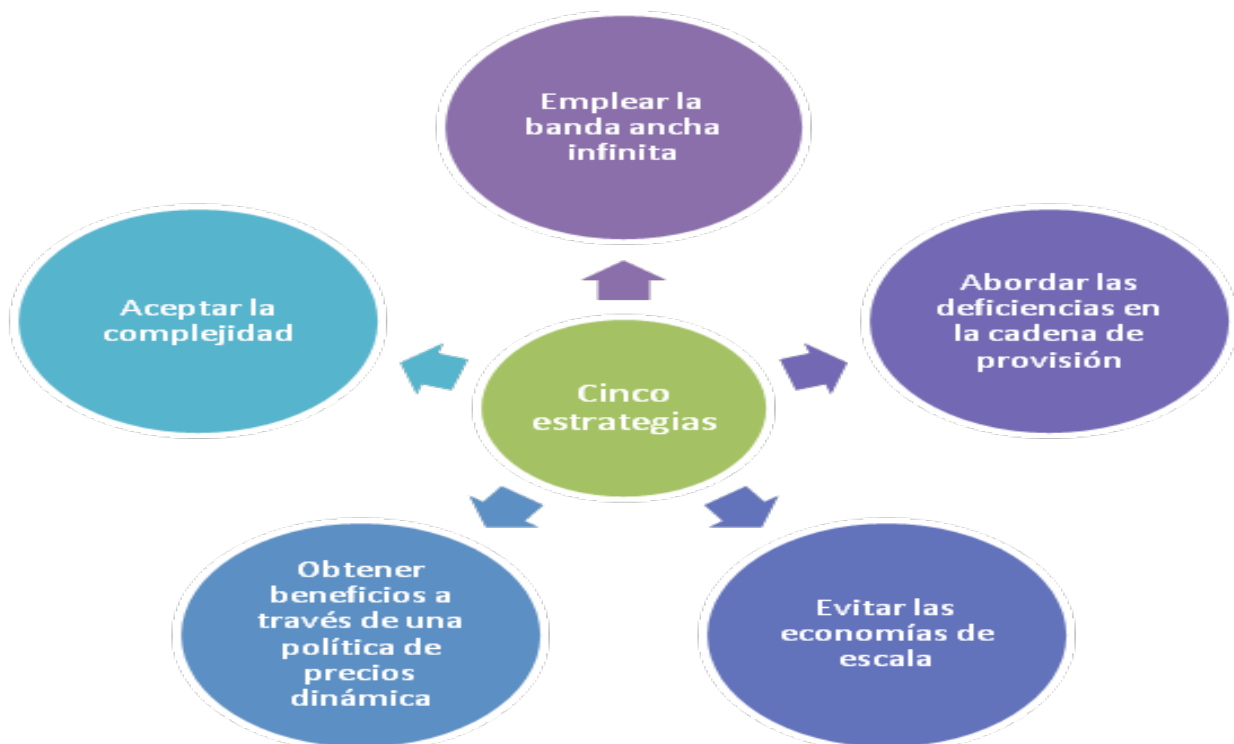 Emplear la
banda ancha
infinita
Aceptar la
complejidad
Abordar las
deficiencias en
la cadena de
provisión
Cinco
estrategias
Obtener
beneficios a
través de una
política de
precios
dinámica
Evitar las
economías de
escala